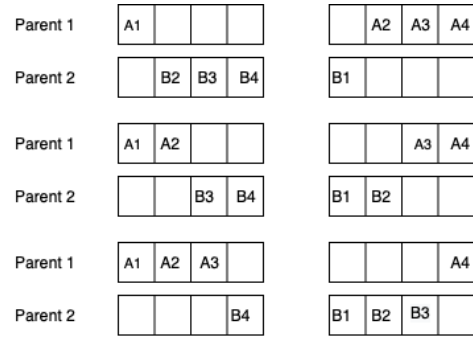 Parent 1 A1 A2 A3 A4
Parent 2 B2 B3 B4 B1
Parent 1 A1 A2 A3 A4
Parent 2 B3 B4 B1 B2
Parent 1 A1 A2 A3 A4
Parent 2 B4 B1 B2 B3